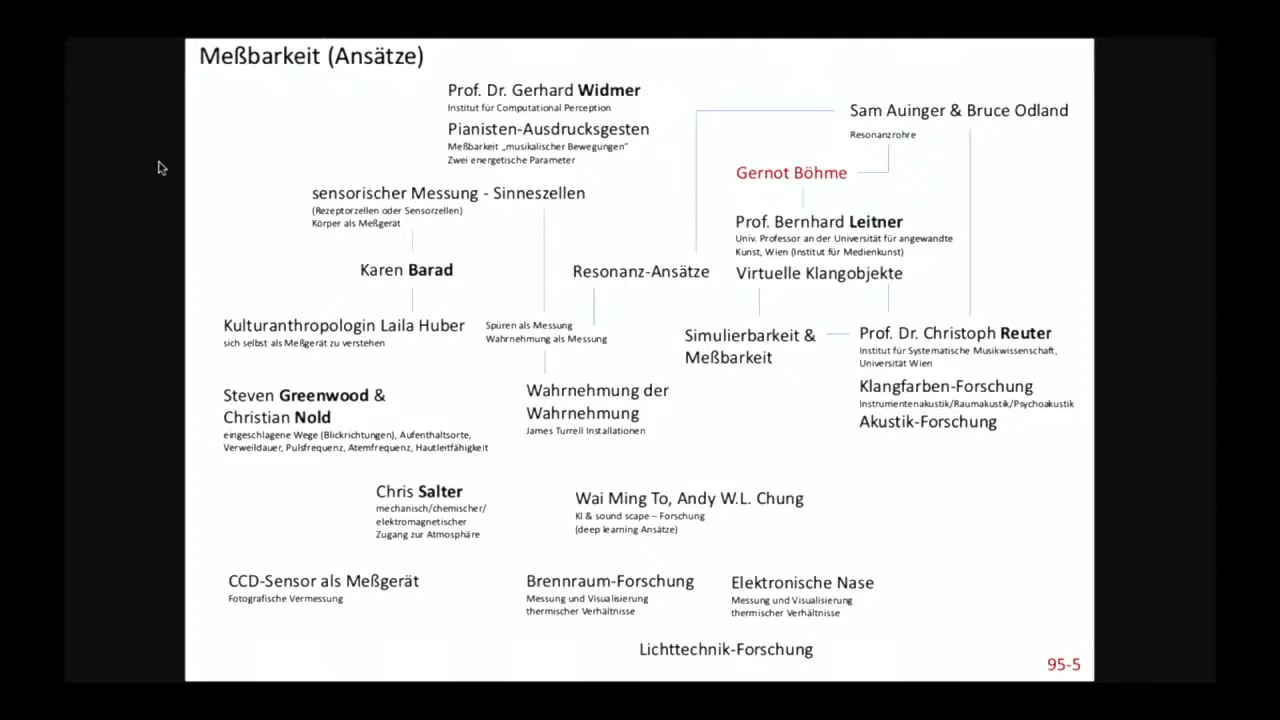 Meßbarkeit (Ansätze)
Prof. Dr. Gerhard Widmer
Institut für Computational Perception
Pianisten-Ausdrucksgesten
Meßbarkeit „musikalischer Bewegungen“
Zwei energetische Parameter
Sam Auinger & Bruce Odland
Resonanzrohre
Gernot Böhme
sensorischer Messung - Sinneszellen
(Rezeptorzellen oder Sensorzellen)
Körper als Meßgerät
Prof. Bernhard Leitner
Univ. Professor an der Universität für angewandte
Kunst, Wien (Institut für Medienkunst)
Virtuelle Klangobjekte
Karen Barad
Resonanz-Ansätze
Kulturanthropologin Laila Huber
sich selbst als Meßgerät zu verstehen
Spüren als Messung
Wahrnehmung als Messung
Simulierbarkeit &
Meßbarkeit
Prof. Dr. Christoph Reuter
Institut für Systematische Musikwissenschaft,
Universität Wien
Klangfarben-Forschung
Instrumentenakustik/Raumakustik/Psychoakustik
Akustik-Forschung
Steven Greenwood &
Christian Nold
eingeschlagene Wege (Blickrichtungen), Aufenthaltsorte,
Verweildauer, Pulsfrequenz, Atemfrequenz, Hautleitfähigkeit
Wahrnehmung der
Wahrnehmung
James Turrell Installationen
Chris Salter
mechanisch/chemischer/
elektromagnetischer
Zugang zur Atmosphäre
Wai Ming To, Andy W.L. Chung
KI & sound scape – Forschung
(deep learning Ansätze)
CCD-Sensor als Meßgerät
Fotografische Vermessung
Brennraum-Forschung
Messung und Visualisierung
thermischer Verhältnisse
Elektronische Nase
Messung und Visualisierung
thermischer Verhältnisse
Lichttechnik-Forschung
95-5